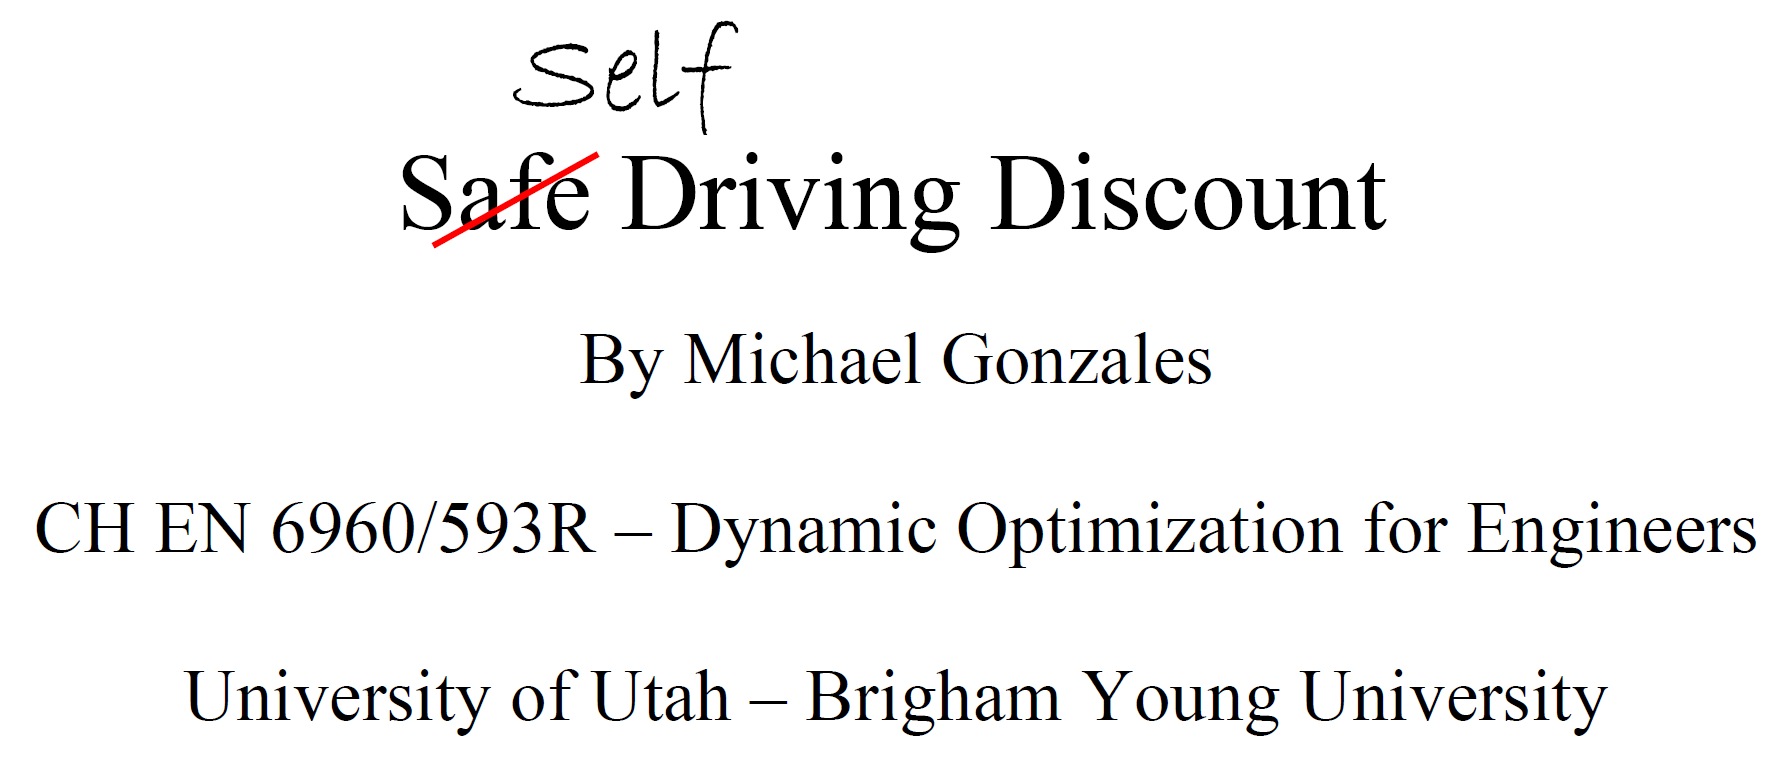 Self
Safe Driving Discount
By Michael Gonzales
CH EN 6960/593R – Dynamic Optimization for Engineers
University of Utah – Brigham Young University